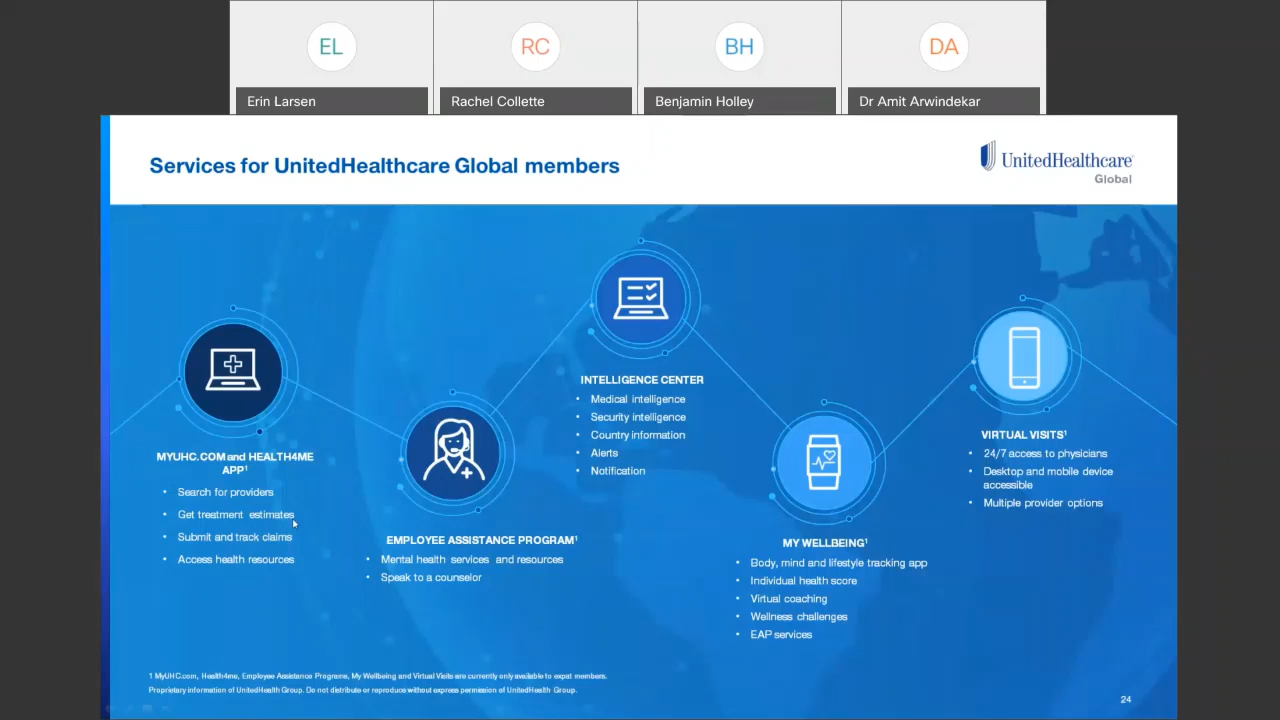 EL
RC
BH
DA
Erin Larsen
Rachel Collette
Benjamin Holley
Dr Amit Arwindekar
Services for UnitedHealthcare Global members
UnitedHealthcare
Global
MYUHC.COM and HEALTH4ME
APP¹
• Search for providers
• Get treatment estimates
• Submit and track claims
• Access health resources
EMPLOYEE ASSISTANCE PROGRAM¹
• Mental health services and resources
• Speak to a counselor
INTELLIGENCE CENTER
• Medical intelligence
• Security intelligence
• Country information
• Alerts
• Notification
MY WELLBEING¹
• Body, mind and lifestyle tracking app
• Individual health score
• Virtual coaching
• Wellness challenges
• EAP services
VIRTUAL VISITS¹
• 24/7 access to physicians
• Desktop and mobile device
accessible
• Multiple provider options
1 MyUHC.com, Health4me, Employee Assistance Programs, My Wellbeing and Virtual Visits are currently only available to expat members.
Proprietary information of UnitedHealth Group. Do not distribute or reproduce without express permission of UnitedHealth Group.
24